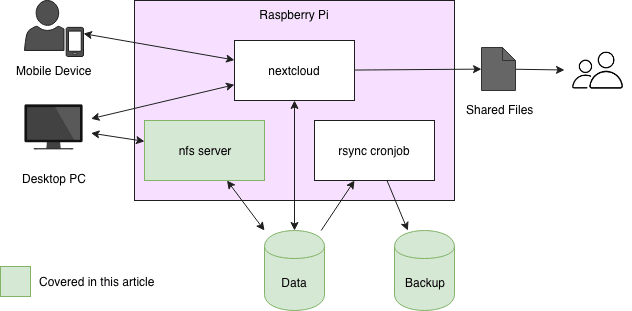 Raspberry Pi
nextcloud
Mobile Device
Shared Files
nfs server
rsync cronjob
Desktop PC
Data
Backup
Covered in this article